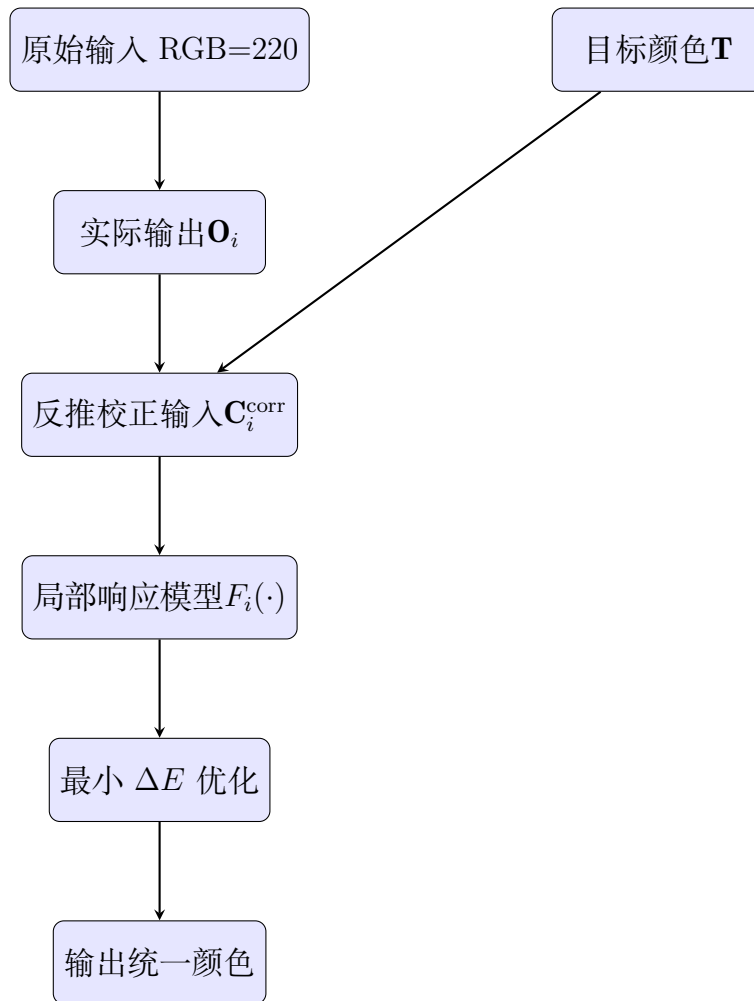 原始输入 RGB=220
目标颜色T
实际输出O_i
反推校正输入C_i^corr
局部响应模型F_i(·)
最小 ΔE 优化
输出统一颜色